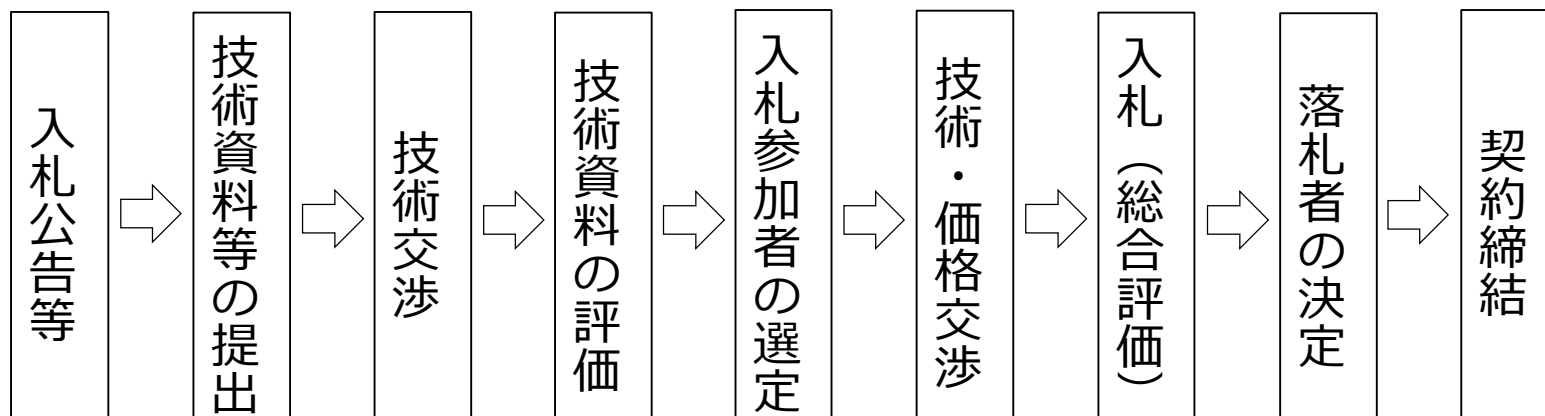 入札公告等
技術資料等の提出
技術交渉
技術資料の評価
入札参加者の選定
技術・価格交渉
入札（総合評価）
落札者の決定
契約締結